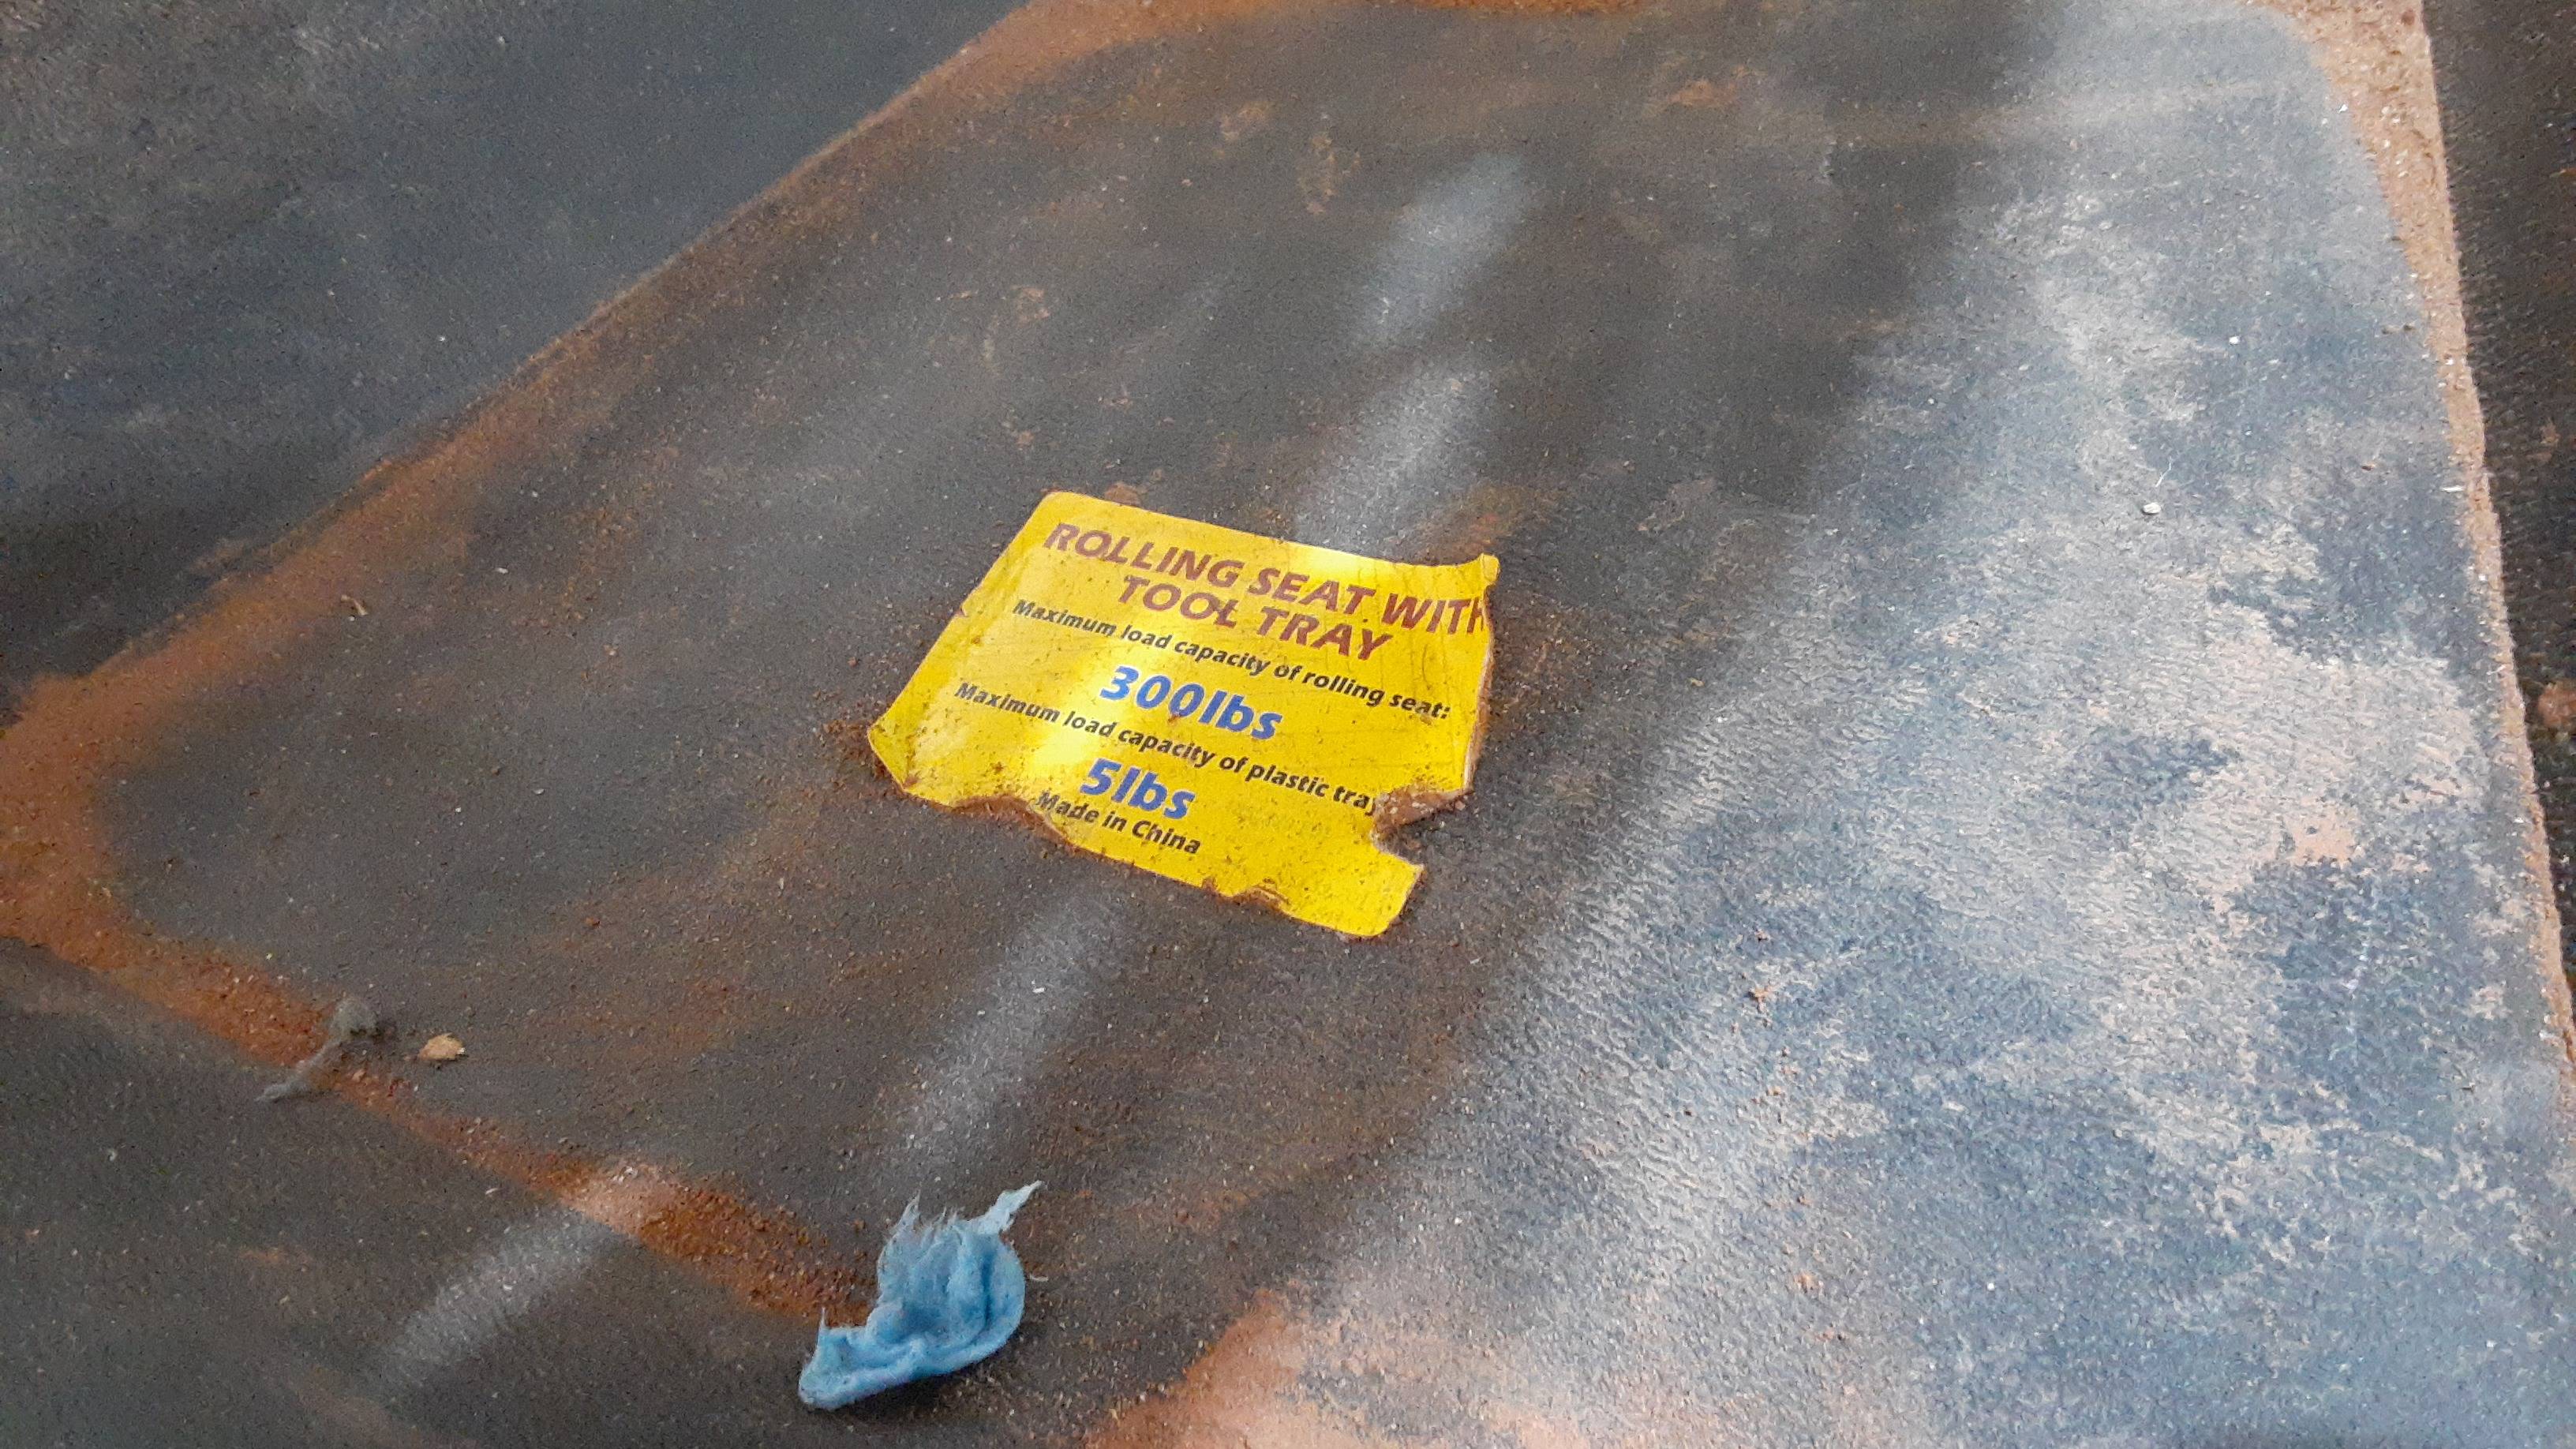 ROLLING SEAT WITH
TOOL TRAY
Maximum load capacity of rolling seat:
300lbs
Maximum load capacity of plastic tray
5lbs
Made in China